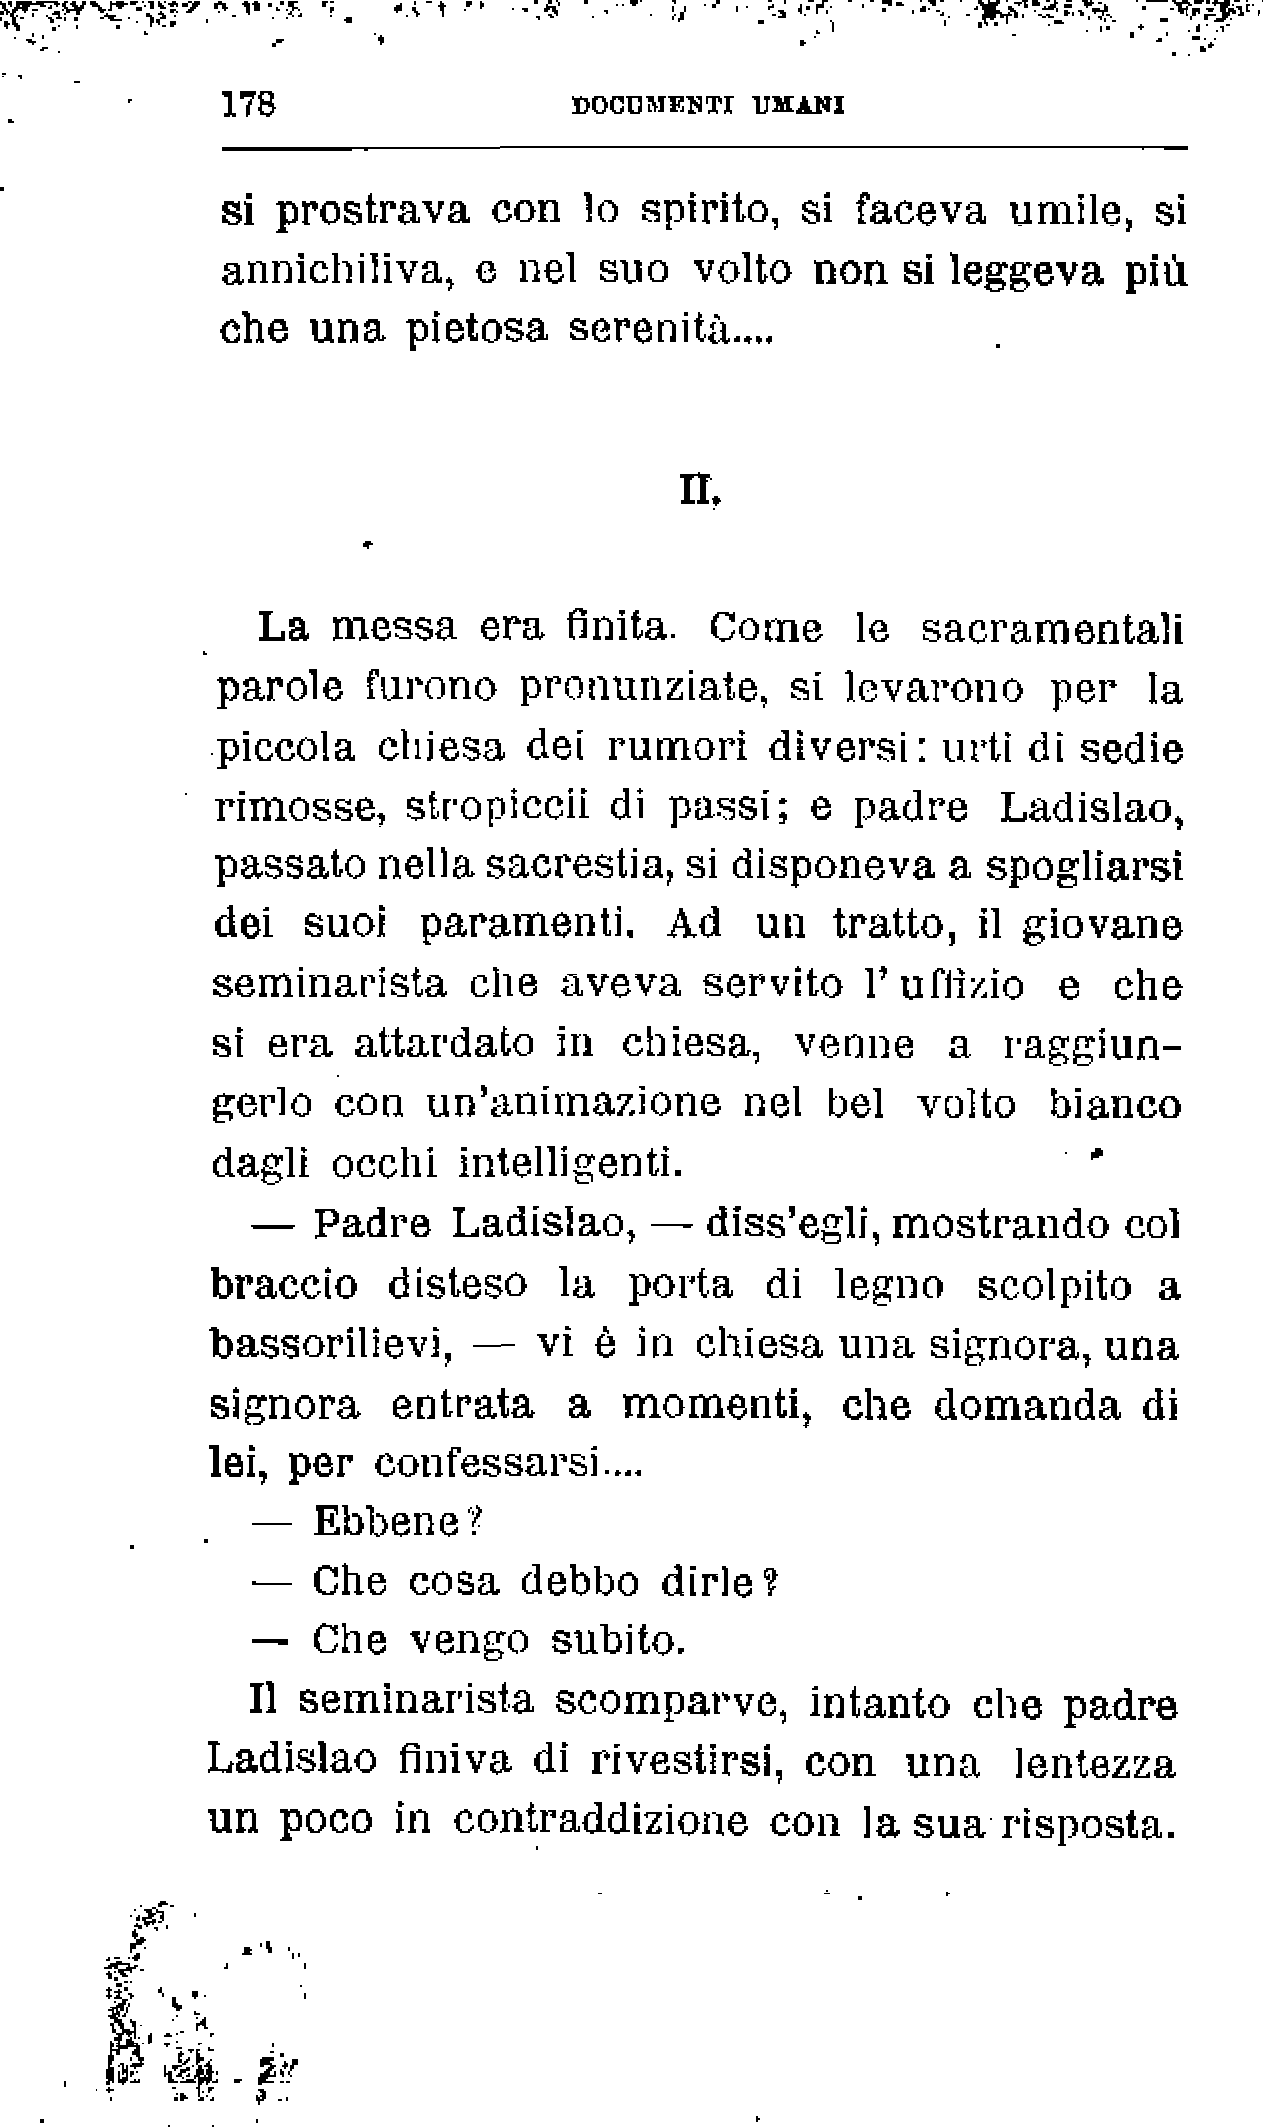 178 DOCUMENTI UMANI
si prostrava con lo spirito, si faceva umile, si
annichiliva, e nel suo volto non si leggeva più
che una pietosa serenità....
II.
La messa era finita. Come le sacramentali
parole furono pronunziate, si levarono per la
piccola chiesa dei rumori diversi: urti di sedie
rimosse, stropiccii di passi; e padre Ladislao,
passato nella sacrestia, si disponeva a spogliarsi
dei suoi paramenti. Ad un tratto, il giovane
seminarista che aveva servito l' uffizio e che
si era attardato in chiesa, venne a raggiun-
gerlo con un'animazione nel bel volto bianco
dagli occhi intelligenti.
— Padre Ladislao, — diss'egli, mostrando col
braccio disteso la porta di legno scolpito a
bassorilievi, — vi è in chiesa una signora, una
signora entrata a momenti, che domanda di
lei, per confessarsi....
— Ebbene?
— Che cosa debbo dirle?
— Che vengo subito.
Il seminarista scomparve, intanto che padre
Ladislao finiva di rivestirsi, con una lentezza
un poco in contraddizione con la sua risposta.